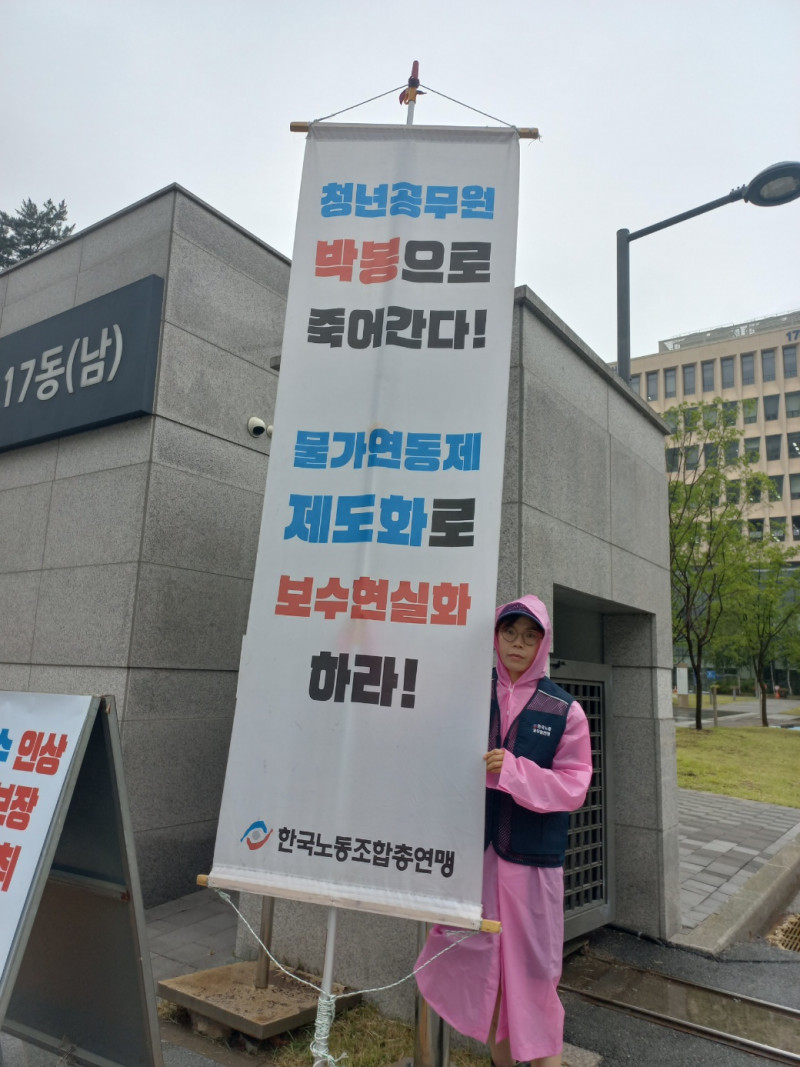 청년공무원
박봉으로
죽어간다!
물가연동제
제도화로
보수현실화
하라!
한국노동조합총연맹
17동(남)
인상
17